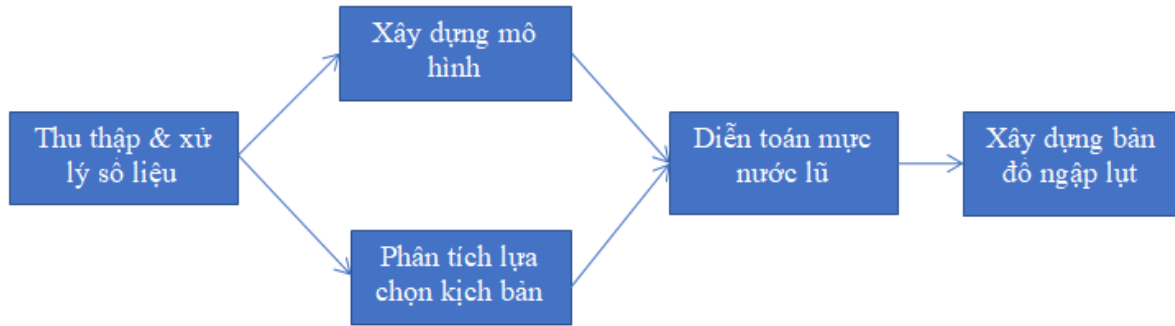 Xây dựng mô
hình
Thu thập & xử
lý số liệu
Diễn toán mực
nước lũ
Xây dựng bản
đồ ngập lụt
Phân tích lựa
chọn kịch bản